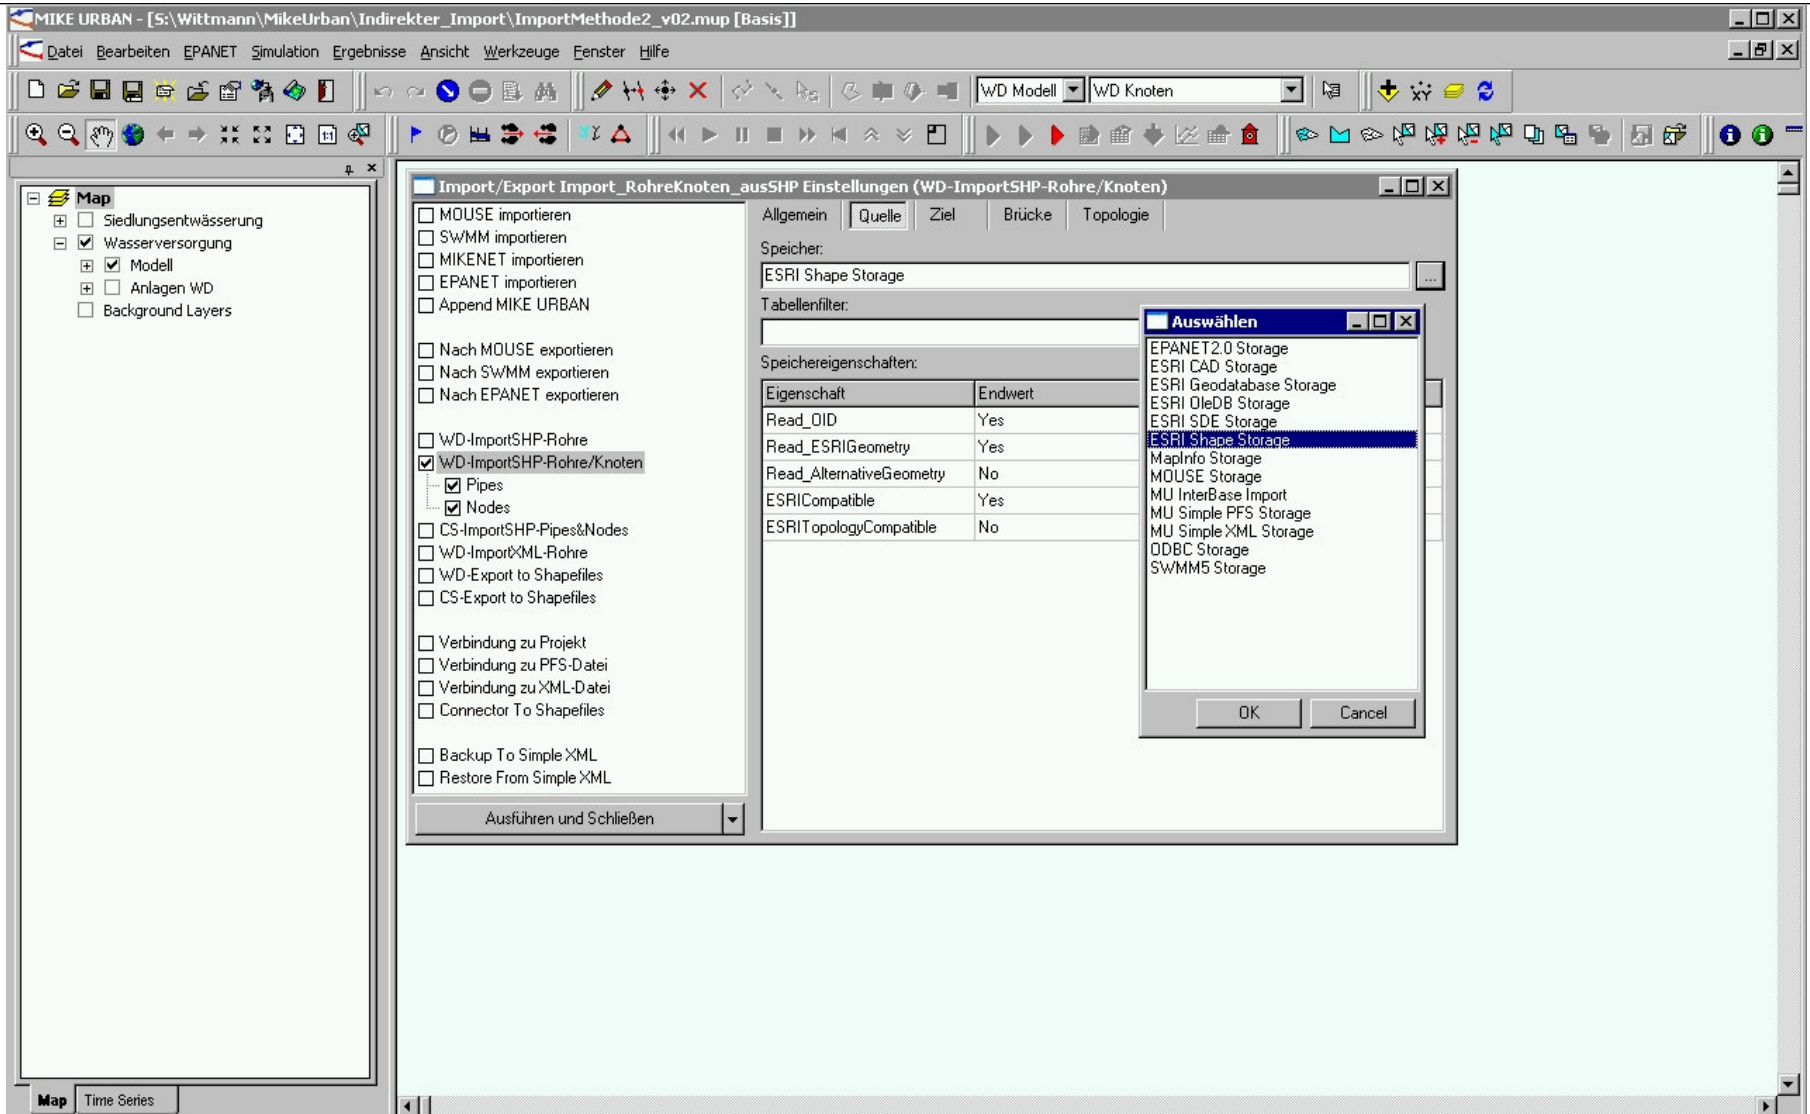 MIKE URBAN - [S:\Wittmann\MikeUrban\Indirekter_Import\ImportMethode2_v02.mup [Basis]]
Datei Bearbeiten EPANET Simulation Ergebnisse Ansicht Werkzeuge Fenster Hilfe
WD Modell WD Knoten
Map
Siedlungsentwässerung
Wasserversorgung
Modell
Anlagen WD
Background Layers
Import/Export Import_RohreKnoten_ausSHP Einstellungen (WD-ImportSHP-Rohre/Knoten)
MOUSE importieren
SWMM importieren
MIKENET importieren
EPANET importieren
Append MIKE URBAN
Nach MOUSE exportieren
Nach SWMM exportieren
Nach EPANET exportieren
WD-ImportSHP-Rohre
WD-ImportSHP-Rohre/Knoten
Pipes
Nodes
CS-ImportSHP-Pipes&Nodes
WD-ImportXML-Rohre
WD-Export to Shapefiles
CS-Export to Shapefiles
Verbindung zu Projekt
Verbindung zu PFS-Datei
Verbindung zu XML-Datei
Connector To Shapefiles
Backup To Simple XML
Restore From Simple XML
Ausführen und Schließen
Allgemein Quelle Ziel Brücke Topologie
Speicher:
ESRI Shape Storage ...
Tabellenfilter:
Speichereigenschaften:
Eigenschaft Endwert
Read_OID Yes
Read_ESRIGeometry Yes
Read_AlternativeGeometry No
ESRICompatible Yes
ESRITopologyCompatible No
Auswählen
EPANET2.0 Storage
ESRI CAD Storage
ESRI Geodatabase Storage
ESRI OleDB Storage
ESRI SDE Storage
ESRI Shape Storage
MapInfo Storage
MOUSE Storage
MU InterBase Import
MU Simple PFS Storage
MU Simple XML Storage
ODBC Storage
SWMM5 Storage
OK Cancel
Map Time Series